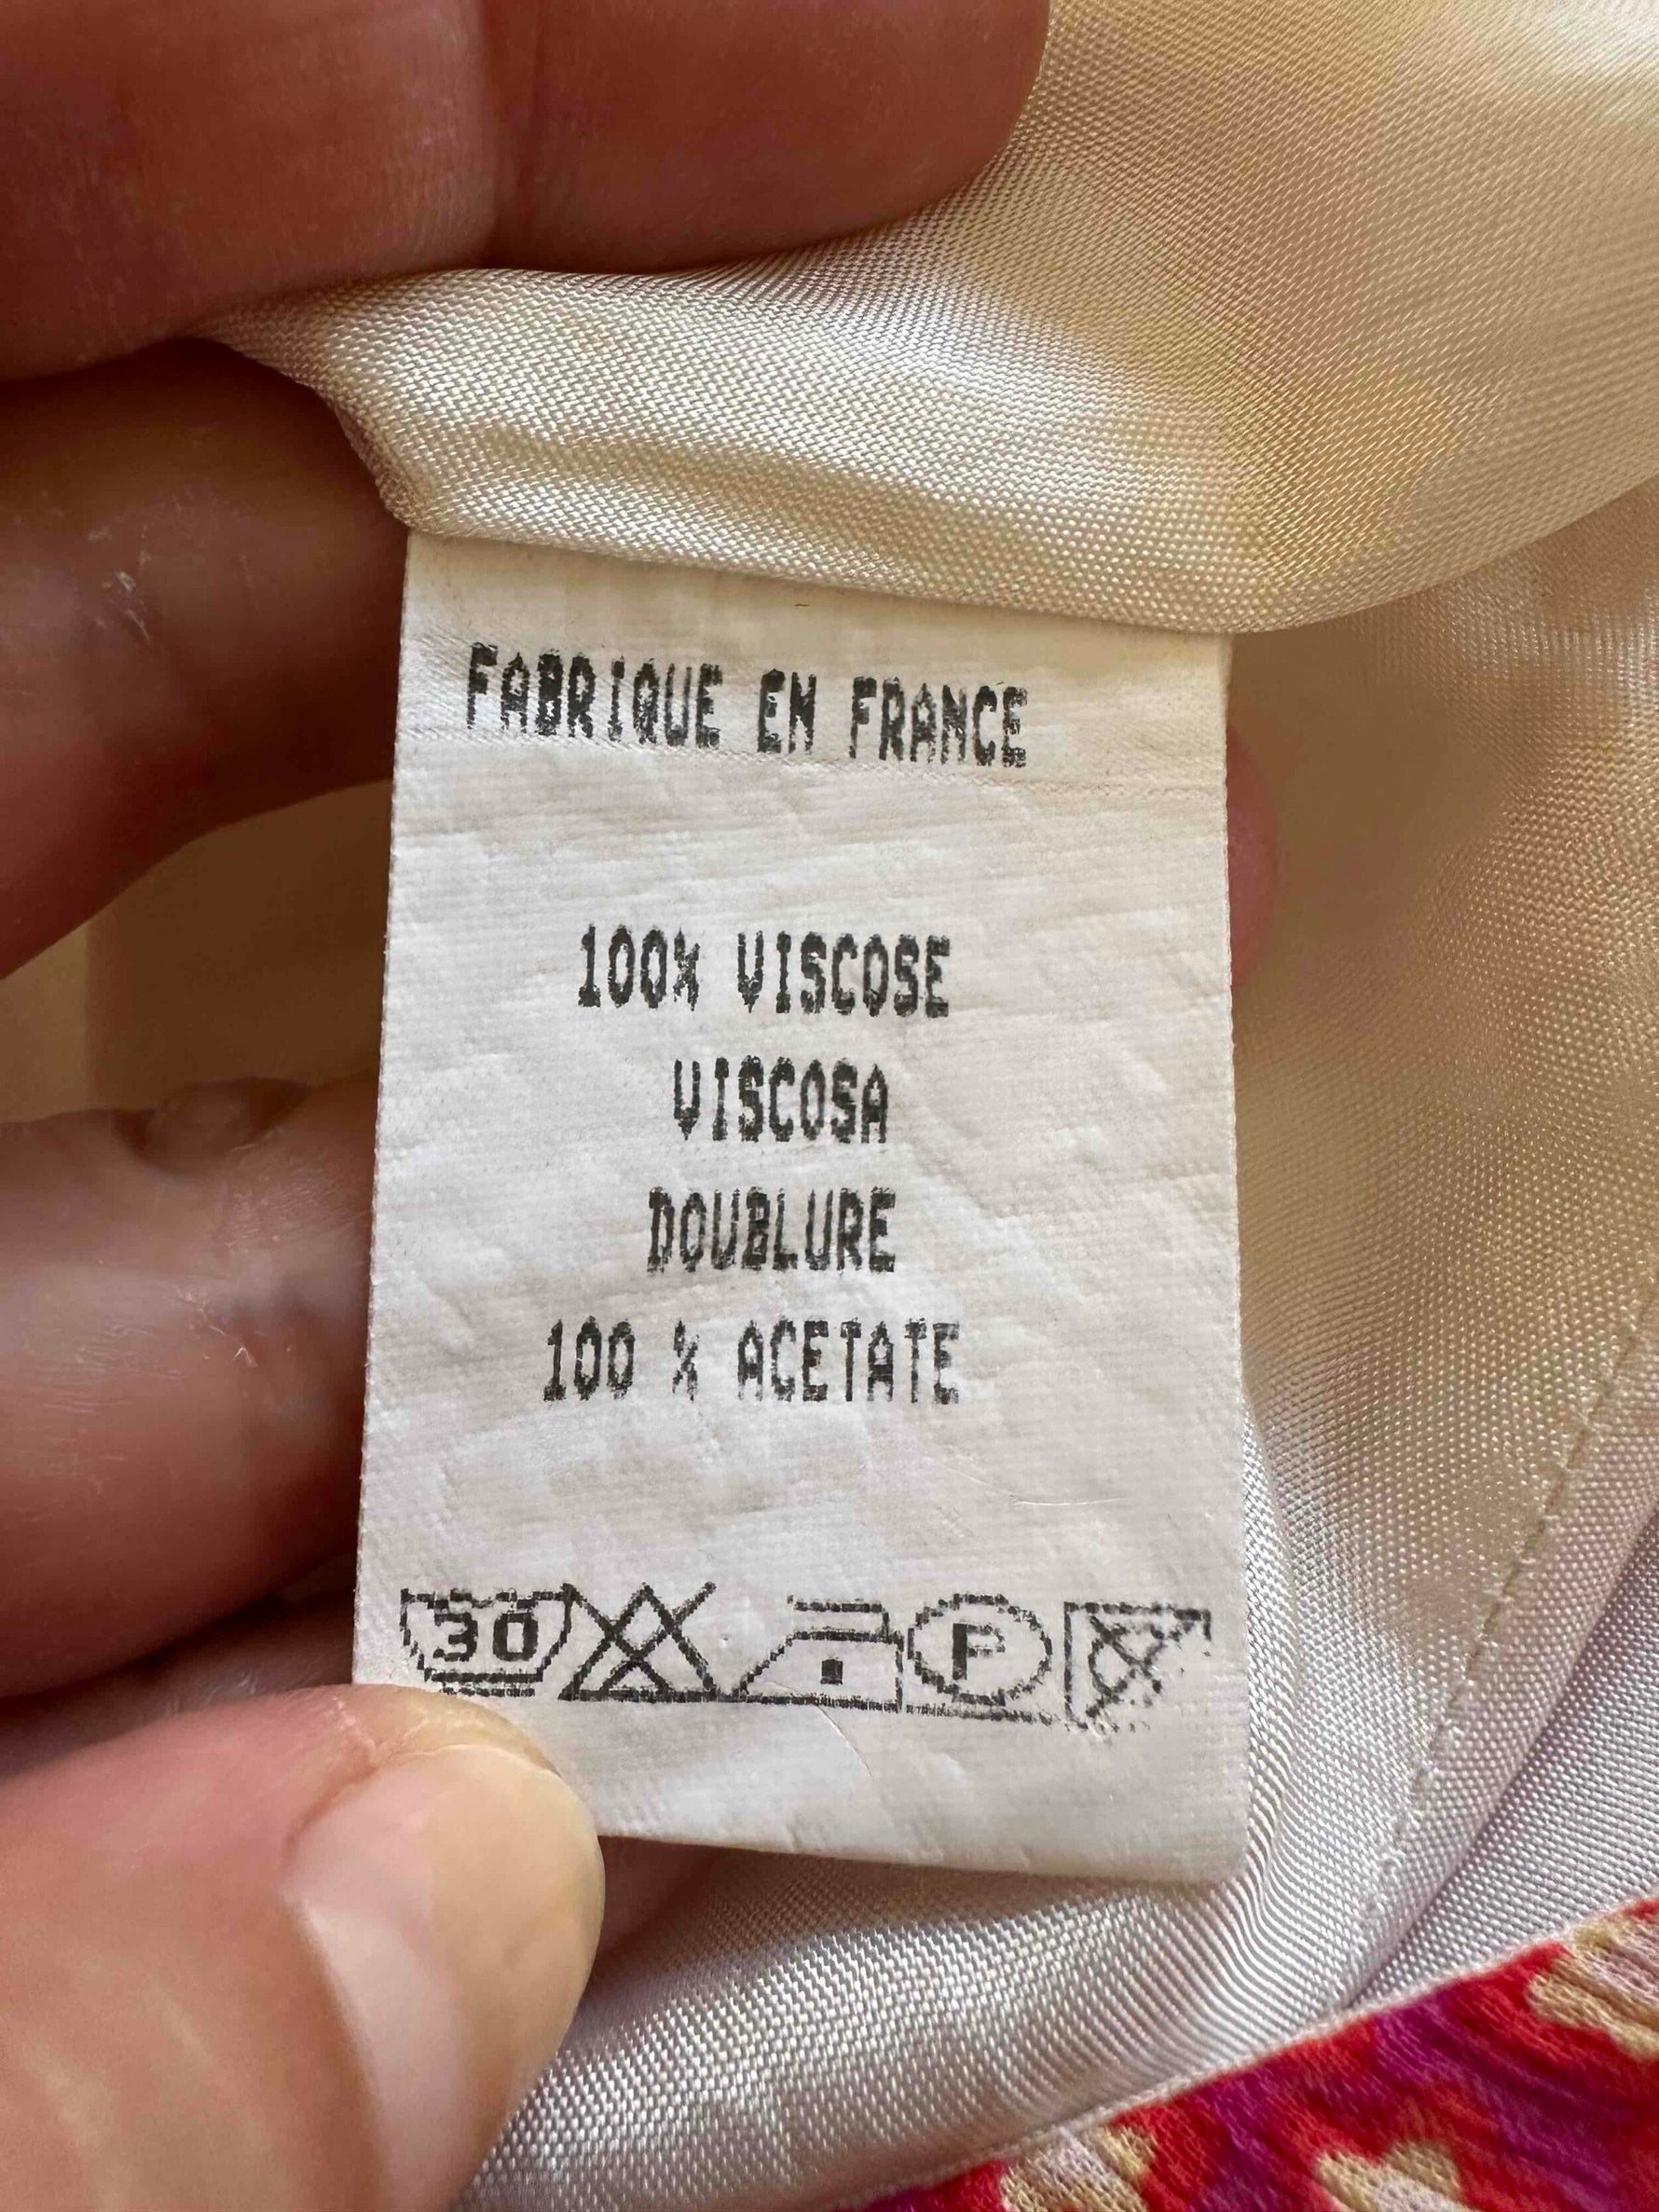 FABRIQUE EN FRANCE
100% VISCOSE
VISCOSA
DOUBLURE
100 % ACETATE
30 P